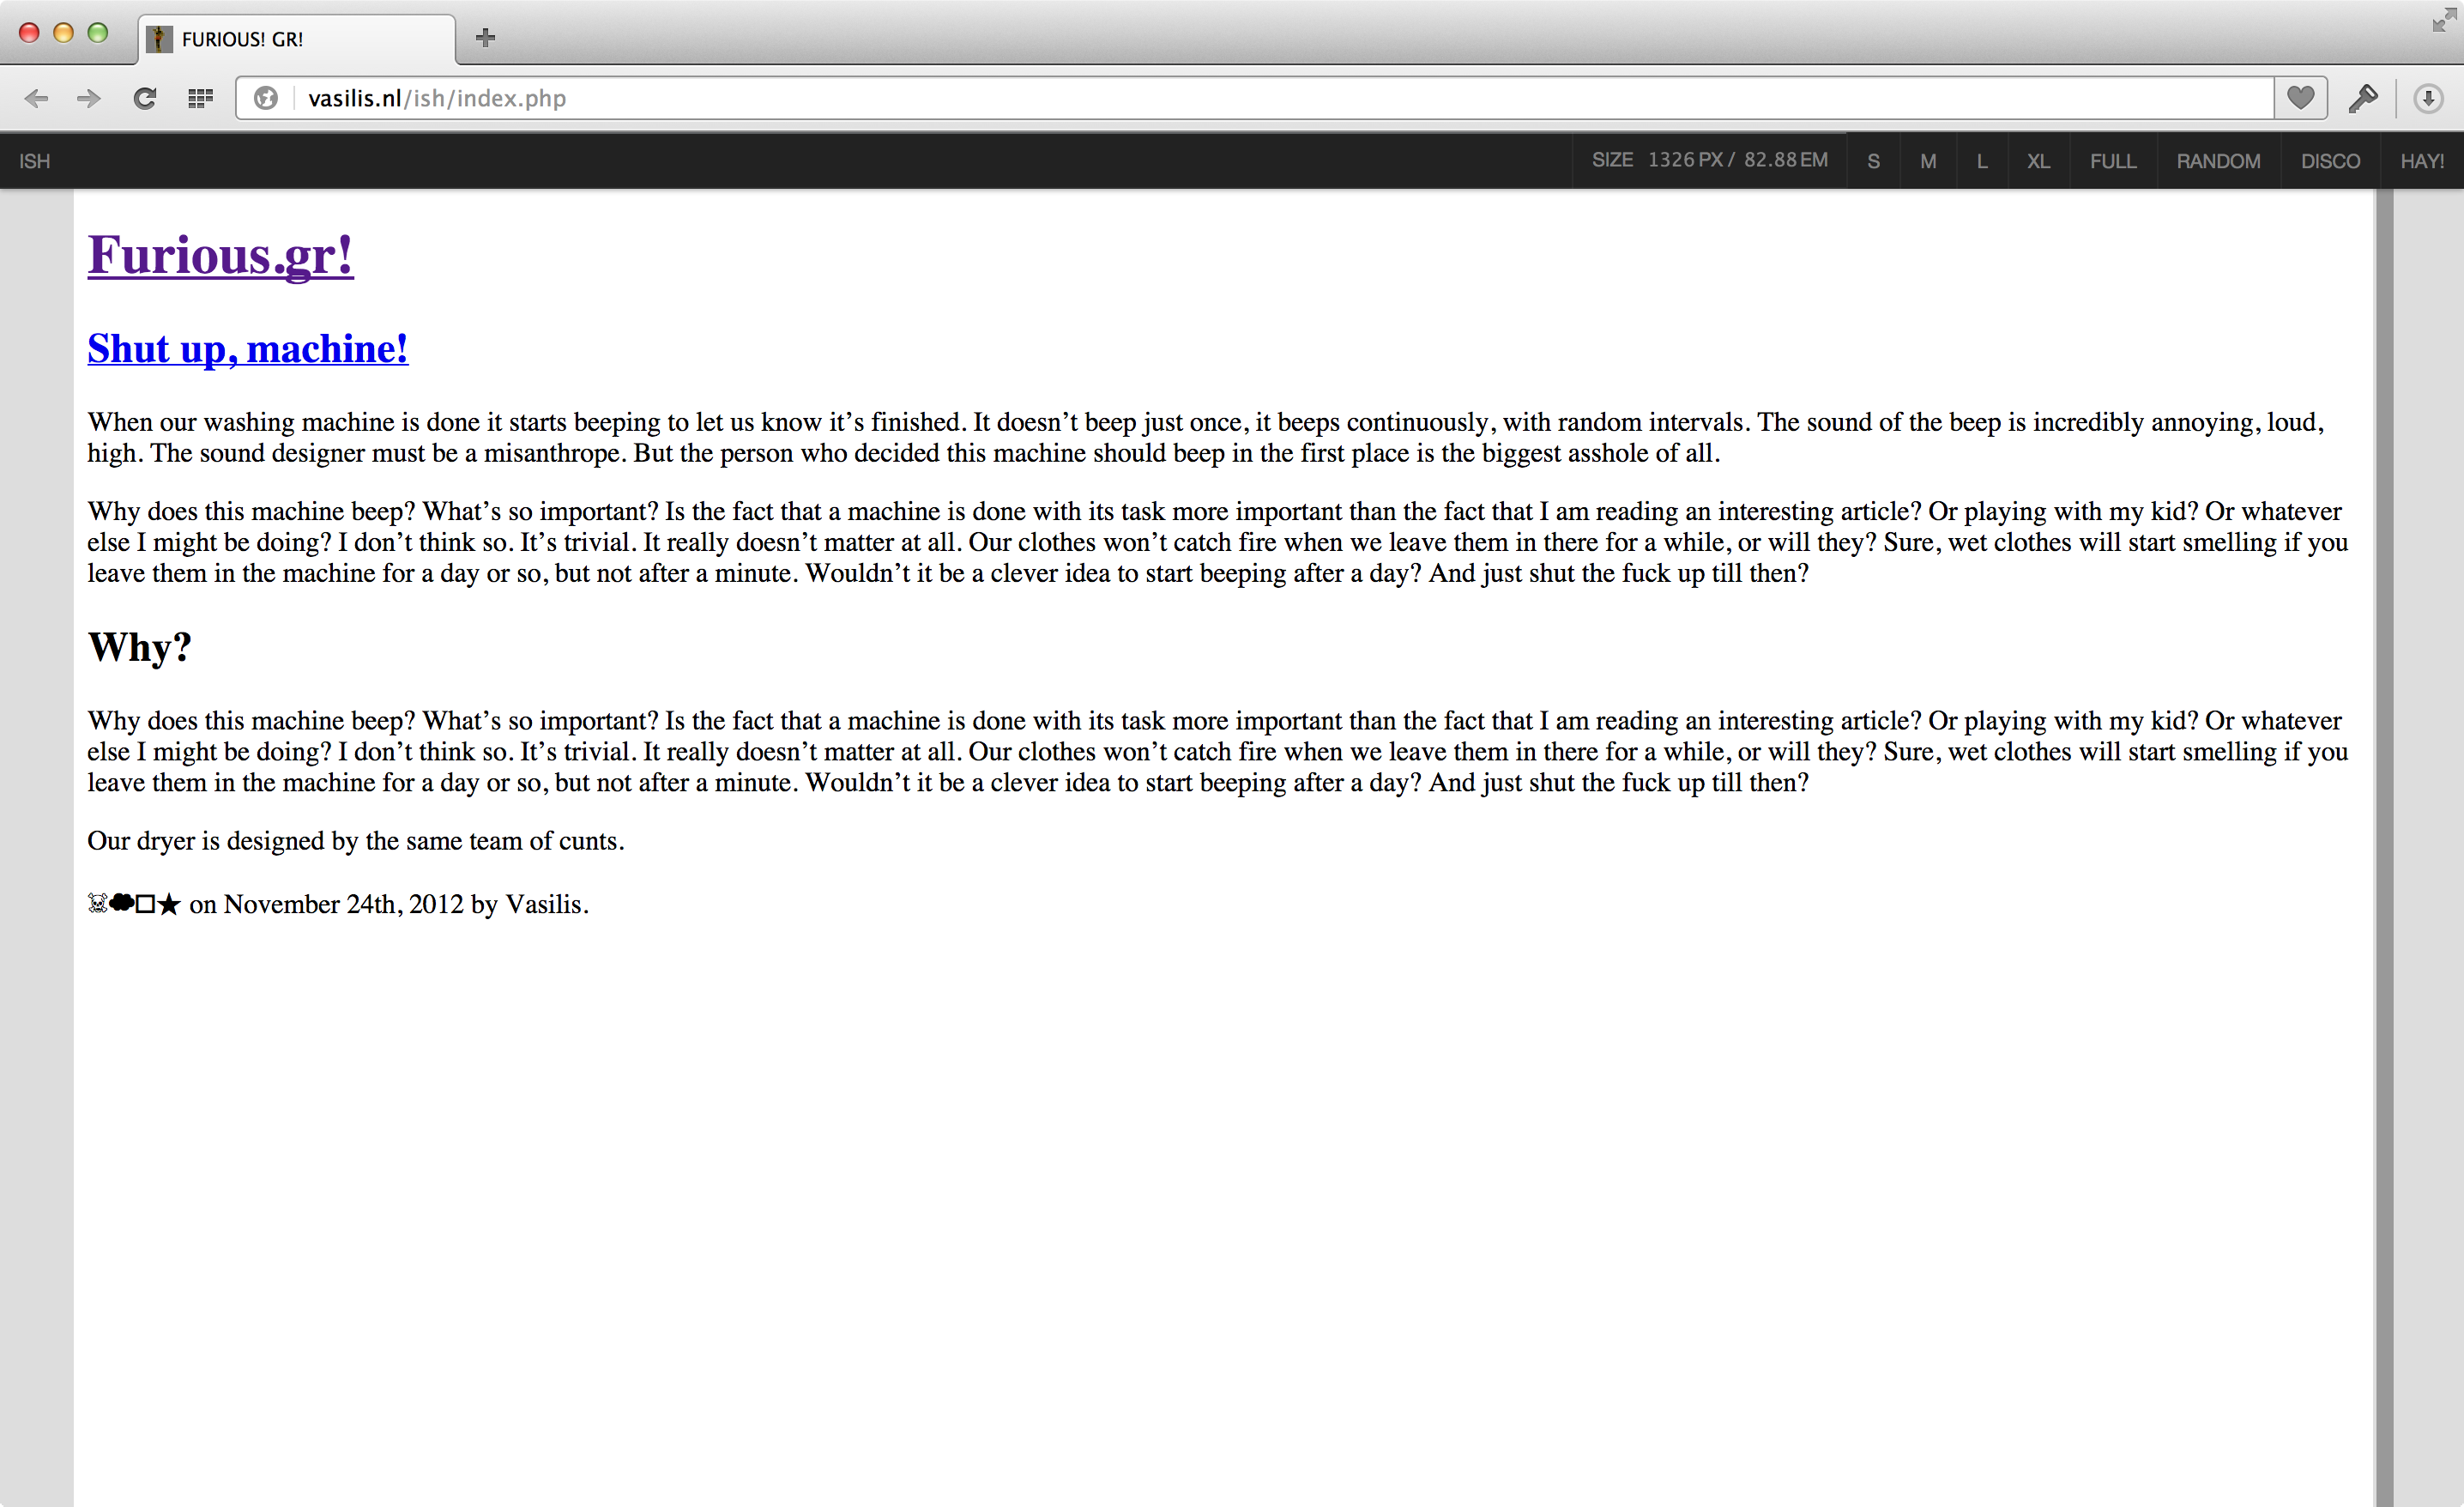 FURIOUS! GR!
vasilis.nl/ish/index.php
ISH SIZE 1326 PX / 82.88 EM S M L XL FULL RANDOM DISCO HAY!
Furious.gr!
Shut up, machine!
When our washing machine is done it starts beeping to let us know it’s finished. It doesn’t beep just once, it beeps continuously, with random intervals. The sound of the beep is incredibly annoying, loud,
high. The sound designer must be a misanthrope. But the person who decided this machine should beep in the first place is the biggest asshole of all.
Why does this machine beep? What’s so important? Is the fact that a machine is done with its task more important than the fact that I am reading an interesting article? Or playing with my kid? Or whatever
else I might be doing? I don’t think so. It’s trivial. It really doesn’t matter at all. Our clothes won’t catch fire when we leave them in there for a while, or will they? Sure, wet clothes will start smelling if you
leave them in the machine for a day or so, but not after a minute. Wouldn’t it be a clever idea to start beeping after a day? And just shut the fuck up till then?
Why?
Why does this machine beep? What’s so important? Is the fact that a machine is done with its task more important than the fact that I am reading an interesting article? Or playing with my kid? Or whatever
else I might be doing? I don’t think so. It’s trivial. It really doesn’t matter at all. Our clothes won’t catch fire when we leave them in there for a while, or will they? Sure, wet clothes will start smelling if you
leave them in the machine for a day or so, but not after a minute. Wouldn’t it be a clever idea to start beeping after a day? And just shut the fuck up till then?
Our dryer is designed by the same team of cunts.
☠☁□★ on November 24th, 2012 by Vasilis.